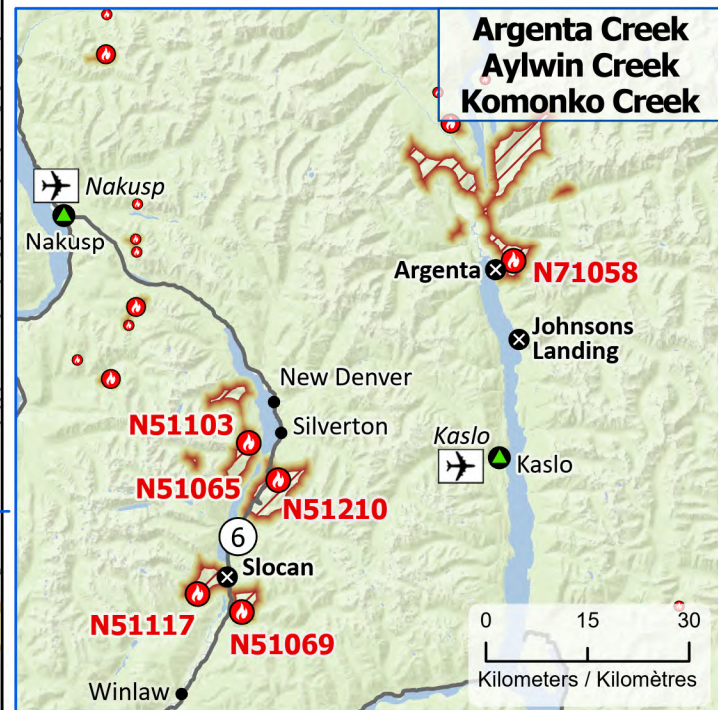 Argenta Creek
Aylwin Creek
Komonko Creek
Nakusp
Nakusp
Argenta
N71058
Johnsons
Landing
New Denver
N51103
Silverton
Kaslo
Kaslo
N51065
N51210
6
Slocan
N51117
N51069
0 15 30
Kilometers / Kilomètres
Winlaw